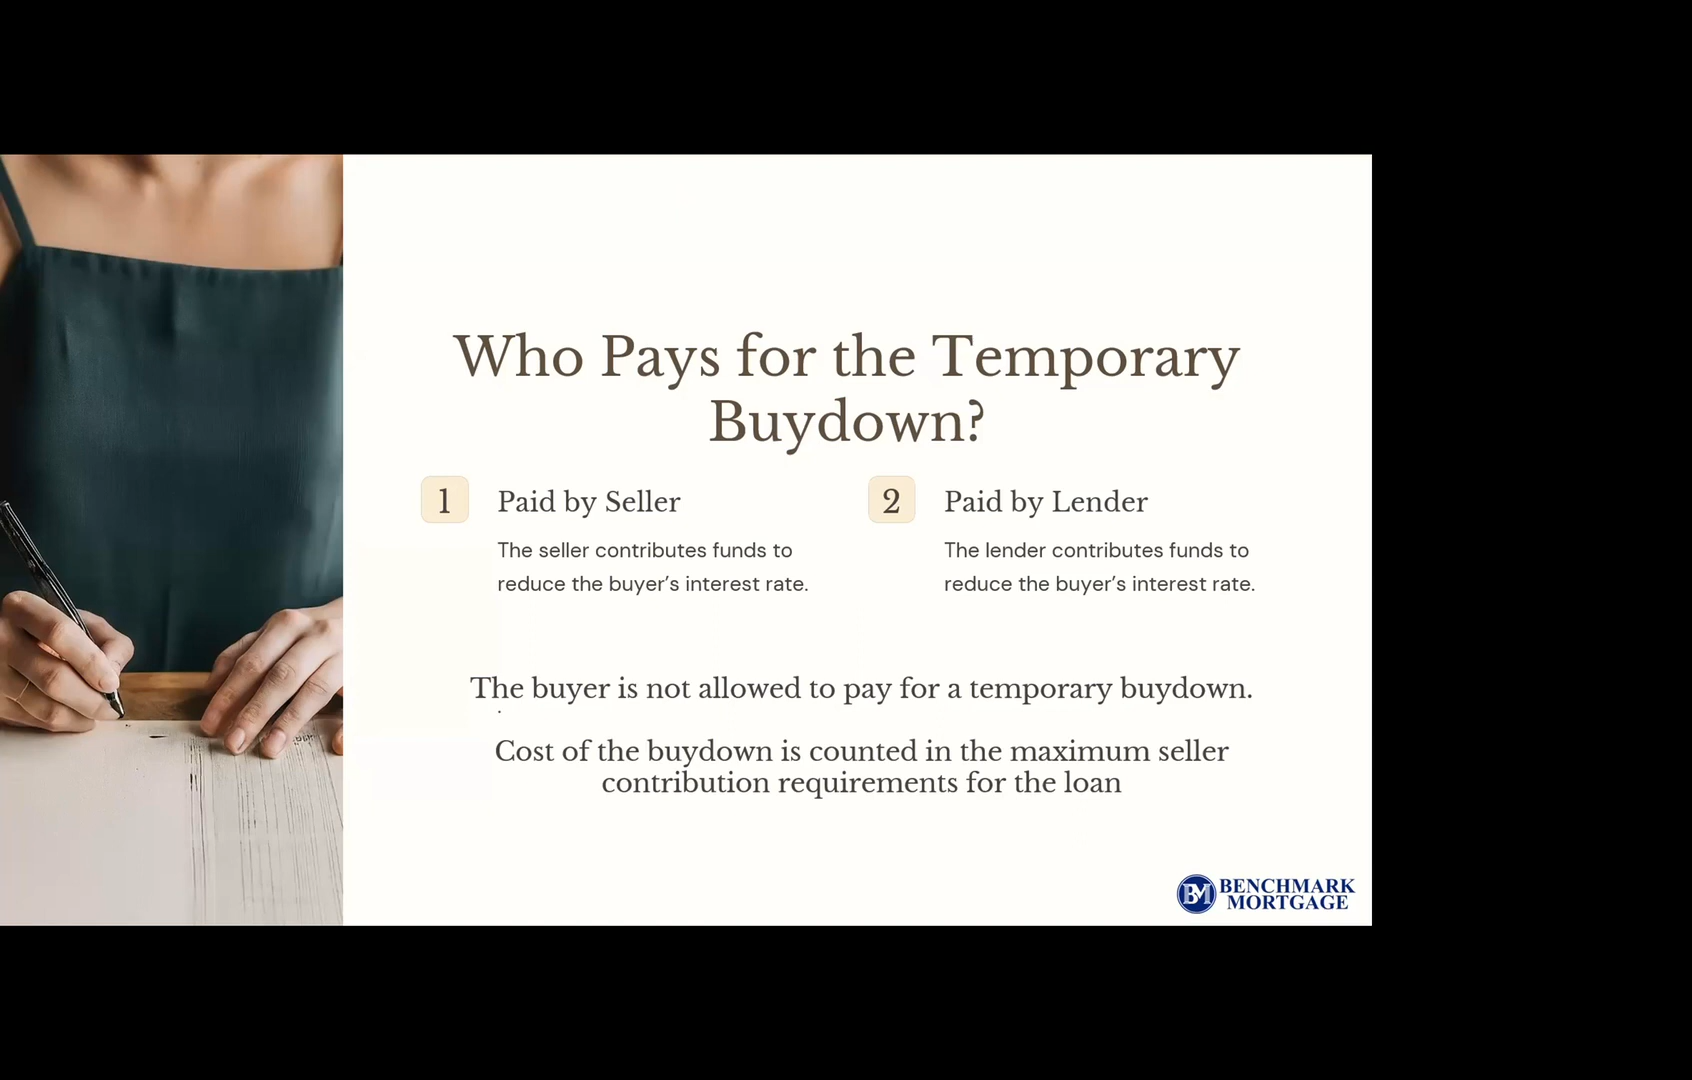 Who Pays for the Temporary
Buydown?
1
Paid by Seller
The seller contributes funds to
reduce the buyer’s interest rate.
2
Paid by Lender
The lender contributes funds to
reduce the buyer’s interest rate.
The buyer is not allowed to pay for a temporary buydown.
.
Cost of the buydown is counted in the maximum seller
contribution requirements for the loan
BM
BENCHMARK
MORTGAGE